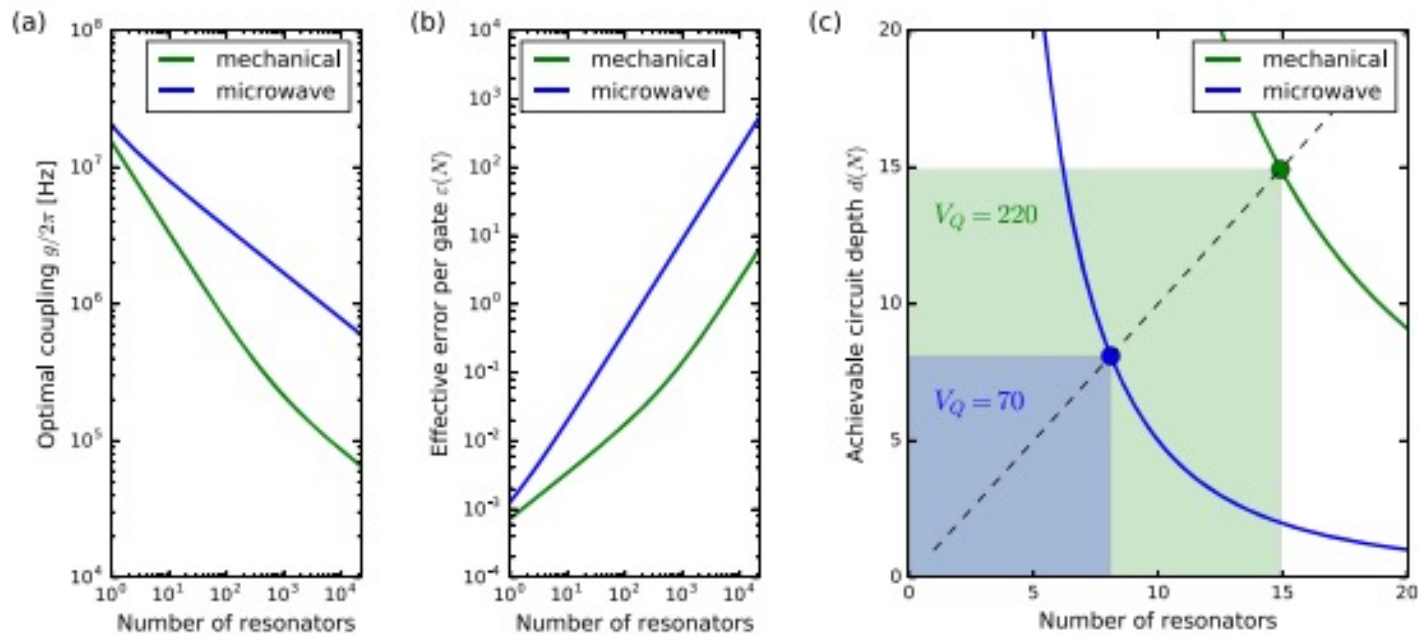 (a)
10^8
10^7
10^6
10^5
10^4
Optimal coupling g/2π [Hz]
mechanical
microwave
10^0 10^1 10^2 10^3 10^4
Number of resonators
(b)
10^4
10^3
10^2
10^1
10^0
10^-1
10^-2
10^-3
10^-4
Effective error per gate ε(N)
mechanical
microwave
10^0 10^1 10^2 10^3 10^4
Number of resonators
(c)
20
15
10
5
0
Achievable circuit depth d(N)
mechanical
microwave
V_Q = 220
V_Q = 70
0 5 10 15 20
Number of resonators